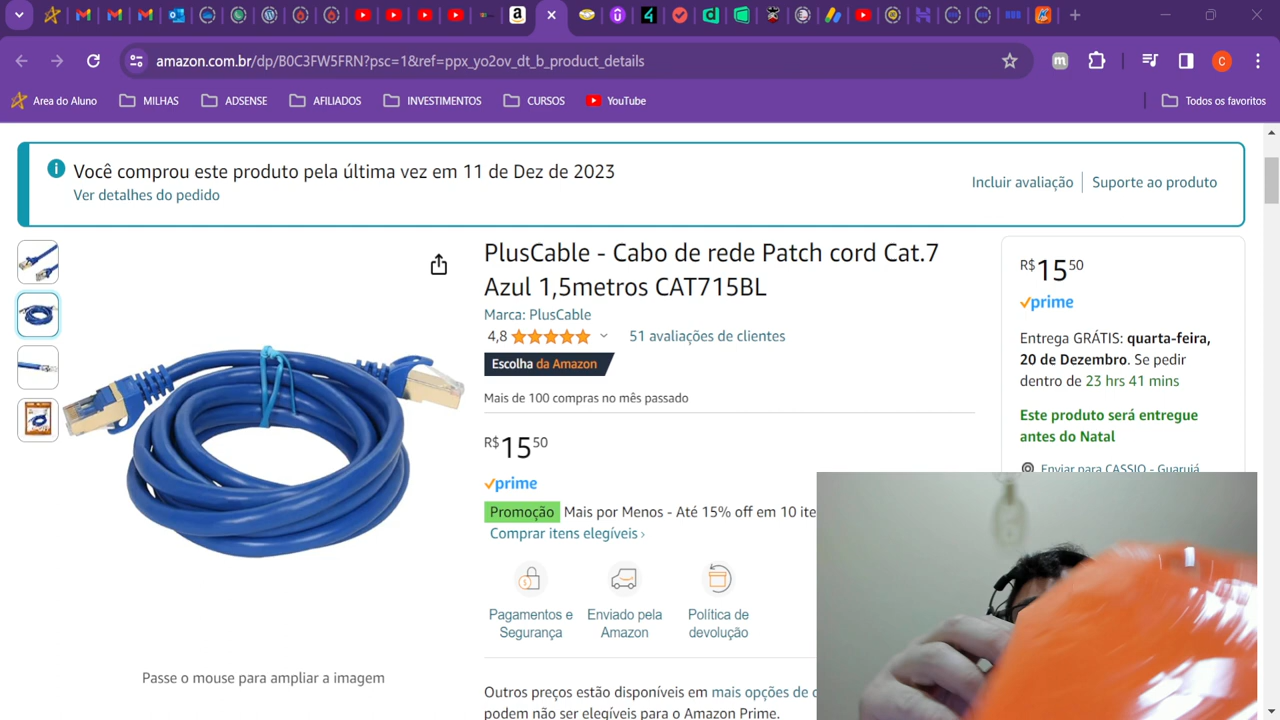 amazon.com.br/dp/B0C3FW5FRN?psc=1&ref=ppx_yo2ov_dt_b_product_details
Area do Aluno
MILHAS
ADSENSE
AFILIADOS
INVESTIMENTOS
CURSOS
YouTube
Todos os favoritos
Você comprou este produto pela última vez em 11 de Dez de 2023
Ver detalhes do pedido
Incluir avaliação
Suporte ao produto
PlusCable - Cabo de rede Patch cord Cat.7
Azul 1,5metros CAT715BL
Marca: PlusCable
4,8
51 avaliações de clientes
Escolha da Amazon
Mais de 100 compras no mês passado
R$1550
prime
Promoção Mais por Menos - Até 15% off em 10 ite
Comprar itens elegíveis ›
Pagamentos e
Segurança
Enviado pela
Amazon
Política de
devolução
Outros preços estão disponíveis em mais opções de
podem não ser elegíveis para o Amazon Prime.
Passe o mouse para ampliar a imagem
R$1550
prime
Entrega GRÁTIS: quarta-feira,
20 de Dezembro. Se pedir
dentro de 23 hrs 41 mins
Este produto será entregue
antes do Natal
Enviar para CASSIO - Guarujá